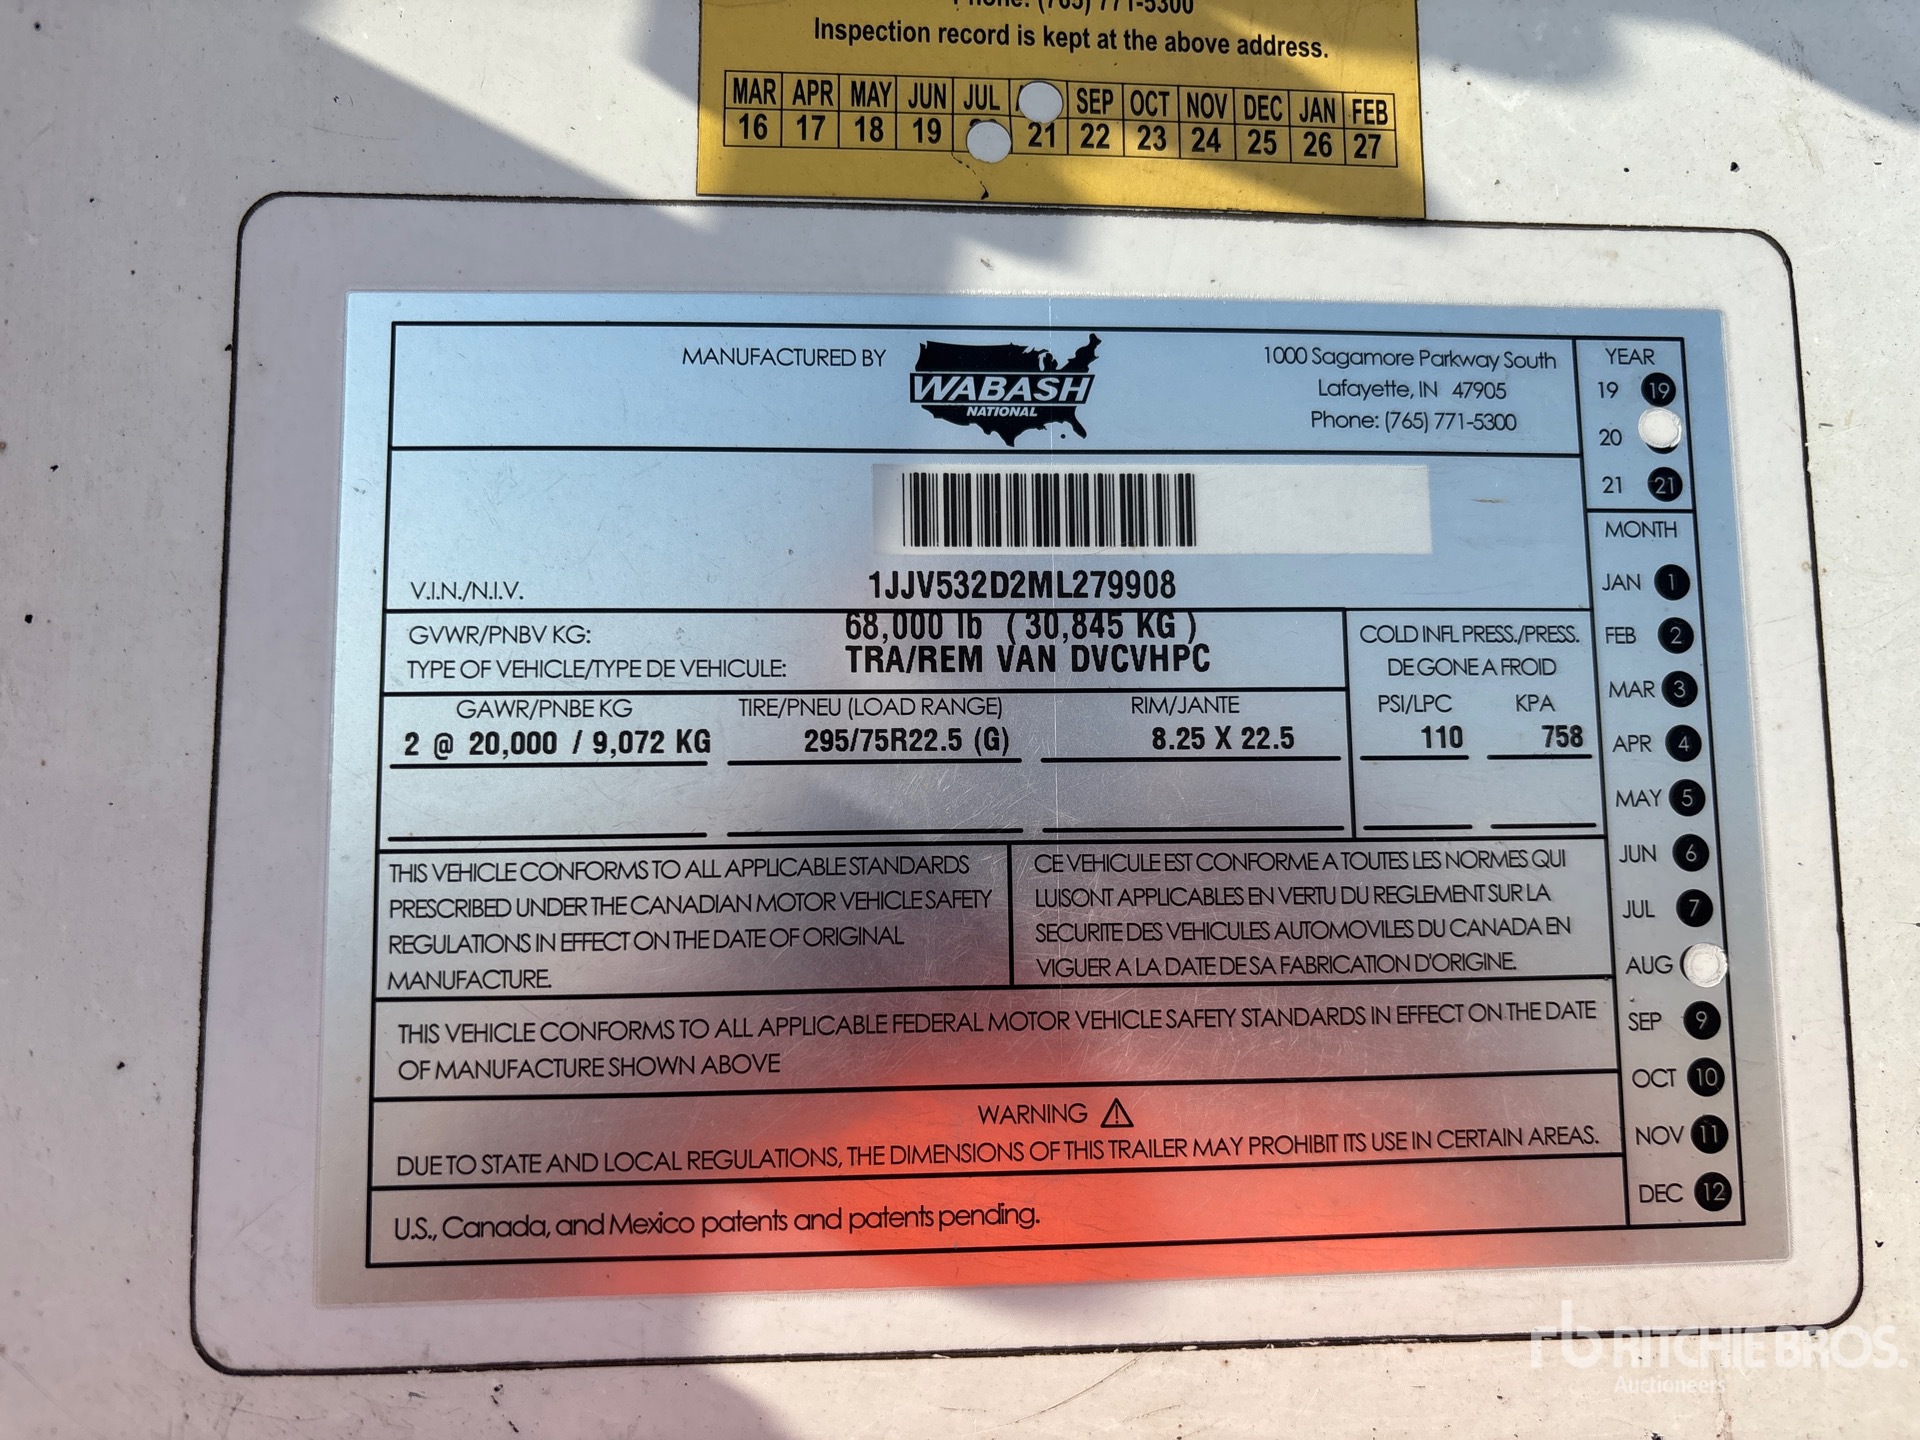 Phone: (765) 771-5300
Inspection record is kept at the above address.
MAR APR MAY JUN JUL SEP OCT NOV DEC JAN FEB
16 17 18 19 21 22 23 24 25 26 27
MANUFACTURED BY
WABASH
NATIONAL
1000 Sagamore Parkway South
Lafayette, IN 47905
Phone: (765) 771-5300
V.I.N./N.I.V. 1JJV532D2ML279908
GVWR/PNBV KG: 68,000 lb ( 30,845 KG )
TYPE OF VEHICLE/TYPE DE VEHICULE: TRA/REM VAN DVCVHPC
COLD INFL PRESS./PRESS.
DE GONE A FROID
GAWR/PNBE KG TIRE/PNEU (LOAD RANGE) RIM/JANTE PSI/LPC KPA
2 @ 20,000 / 9,072 KG 295/75R22.5 (G) 8.25 X 22.5 110 758
THIS VEHICLE CONFORMS TO ALL APPLICABLE STANDARDS
PRESCRIBED UNDER THE CANADIAN MOTOR VEHICLE SAFETY
REGULATIONS IN EFFECT ON THE DATE OF ORIGINAL
MANUFACTURE.
CE VEHICULE EST CONFORME A TOUTES LES NORMES QUI
LUISONT APPLICABLES EN VERTU DU REGLEMENT SUR LA
SECURITE DES VEHICULES AUTOMOVILES DU CANADA EN
VIGUER A LA DATE DE SA FABRICATION D'ORIGINE.
THIS VEHICLE CONFORMS TO ALL APPLICABLE FEDERAL MOTOR VEHICLE SAFETY STANDARDS IN EFFECT ON THE DATE
OF MANUFACTURE SHOWN ABOVE
WARNING
DUE TO STATE AND LOCAL REGULATIONS, THE DIMENSIONS OF THIS TRAILER MAY PROHIBIT ITS USE IN CERTAIN AREAS.
U.S., Canada, and Mexico patents and patents pending.
YEAR
19 19
20
21 21
MONTH
JAN 1
FEB 2
MAR 3
APR 4
MAY 5
JUN 6
JUL 7
AUG
SEP 9
OCT 10
NOV 11
DEC 12
rb RITCHIE BROS.
Auctioneers